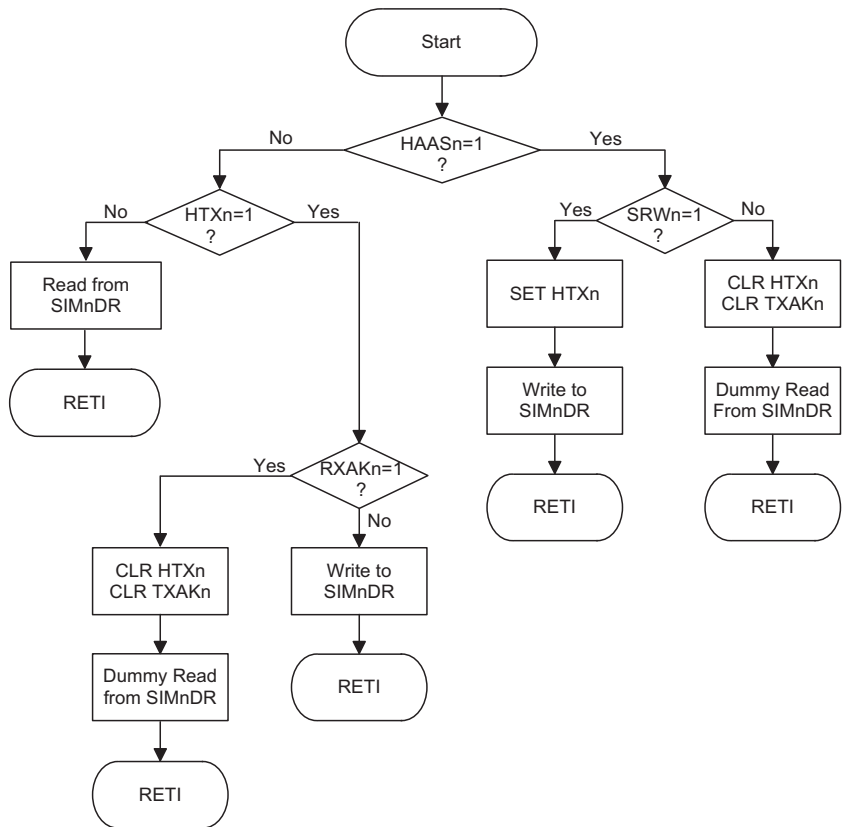 Start
No
HAASn=1
?
Yes
No
HTXn=1
?
Yes
Yes
SRWn=1
?
No
Read from
SIMnDR
SET HTXn
CLR HTXn
CLR TXAKn
RETI
Write to
SIMnDR
Dummy Read
From SIMnDR
Yes
RXAKn=1
?
No
RETI
RETI
CLR HTXn
CLR TXAKn
Write to
SIMnDR
Dummy Read
from SIMnDR
RETI
RETI